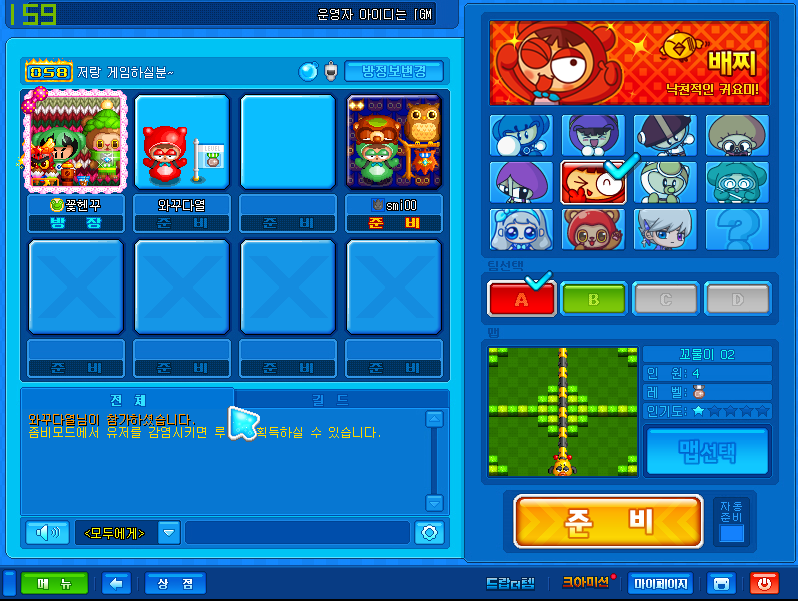 159
운영자 아이디는 [GM
058 저랑 게임하실분~
방정보변경
배찌
낙천적인 귀요미!
LEVEL
꽃헨꾸
와꾸다열
smi00
방 장
준 비
준 비
준 비
준 비
준 비
준 비
준 비
팀선택
A
B
C
D
맵
꼬물이 02
인 원: 4
레 벨:
인기도:
맵선택
전 체
길 드
와꾸다열님이 참가하셨습니다.
좀비모드에서 유저를 감염시키면 루 획득하실 수 있습니다.
<모두에게>
준 비
자동
준비
메 뉴
상 점
드랍더템
크아미션
마이페이지